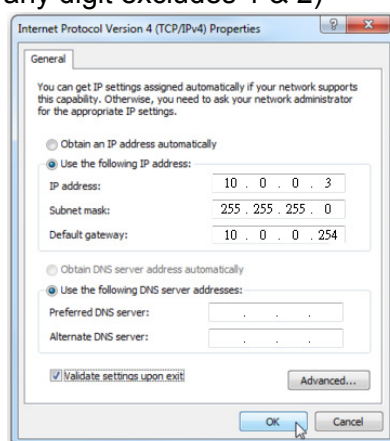 any digit excludes 1 & 2)
Internet Protocol Version 4 (TCP/IPv4) Properties
General
You can get IP settings assigned automatically if your network supports
this capability. Otherwise, you need to ask your network administrator
for the appropriate IP settings.
Obtain an IP address automatically
Use the following IP address:
IP address: 10 . 0 . 0 . 3
Subnet mask: 255 . 255 . 255 . 0
Default gateway: 10 . 0 . 0 . 254
Obtain DNS server address automatically
Use the following DNS server addresses:
Preferred DNS server: . . .
Alternate DNS server: . . .
Validate settings upon exit
Advanced...
OK Cancel